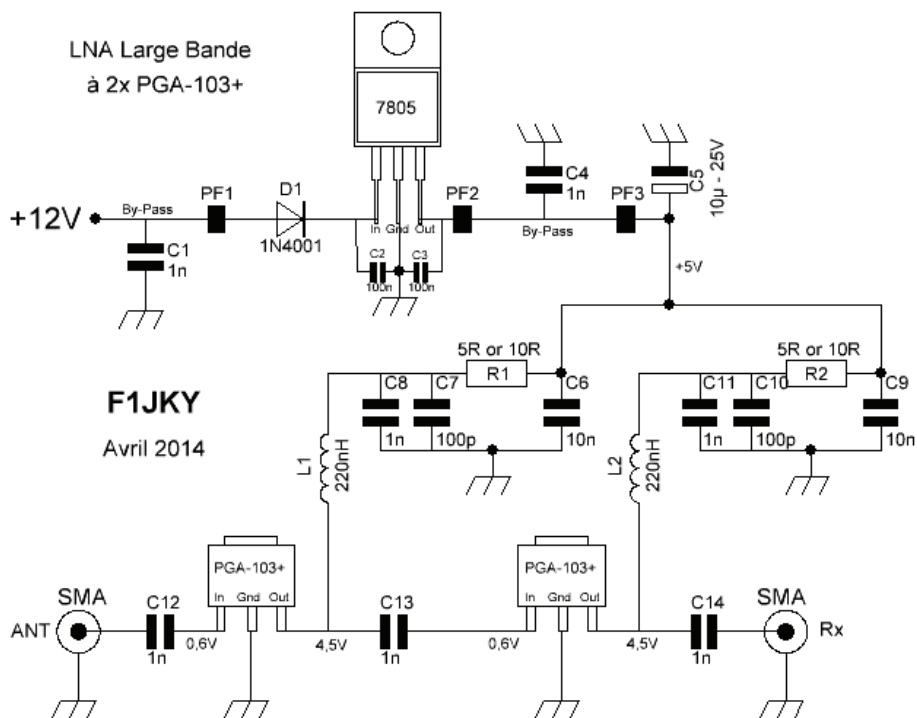 LNA Large Bande
à 2x PGA-103+
7805
C4
1n
C5
10µ - 25V
PF1
D1
PF2
PF3
+12V
By-Pass
In
Gnd
Out
By-Pass
1N4001
C1
1n
C2
C3
100n
100n
+5V
5R or 10R
5R or 10R
C8
C7
R1
C6
C11
C10
R2
C9
F1JKY
1n
100p
10n
1n
100p
10n
Avril 2014
L1
220nH
L2
220nH
PGA-103+
PGA-103+
In
Gnd
Out
In
Gnd
Out
SMA
C12
C13
C14
SMA
ANT
Rx
1n
0,6V
4,5V
1n
0,6V
4,5V
1n